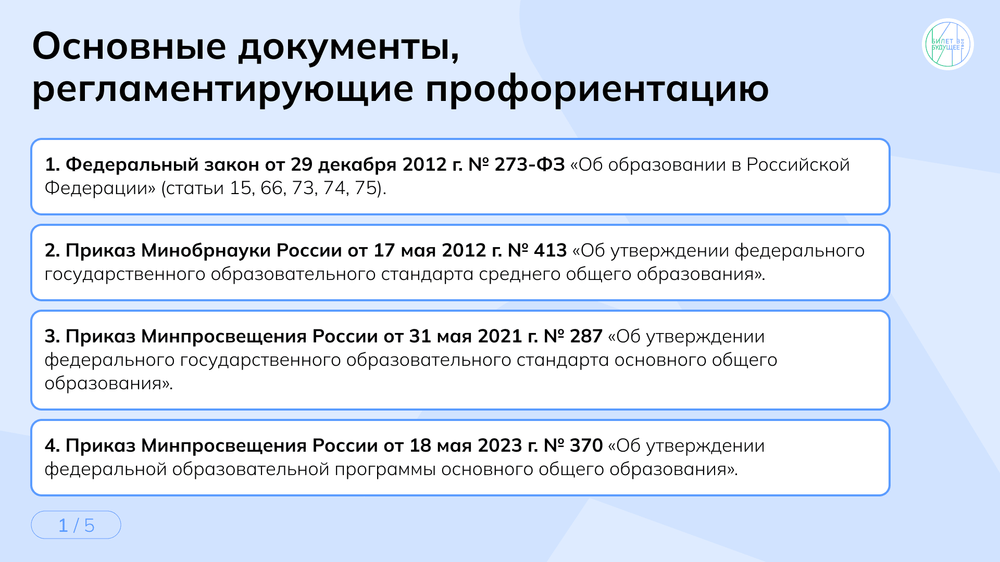 Основные документы,
регламентирующие профориентацию
БИЛЕТ В
БУДУЩЕЕ
ТВОЁ
1. Федеральный закон от 29 декабря 2012 г. № 273-ФЗ «Об образовании в Российской
Федерации» (статьи 15, 66, 73, 74, 75).
2. Приказ Минобрнауки России от 17 мая 2012 г. № 413 «Об утверждении федерального
государственного образовательного стандарта среднего общего образования».
3. Приказ Минпросвещения России от 31 мая 2021 г. № 287 «Об утверждении
федерального государственного образовательного стандарта основного общего
образования».
4. Приказ Минпросвещения России от 18 мая 2023 г. № 370 «Об утверждении
федеральной образовательной программы основного общего образования».
1 / 5